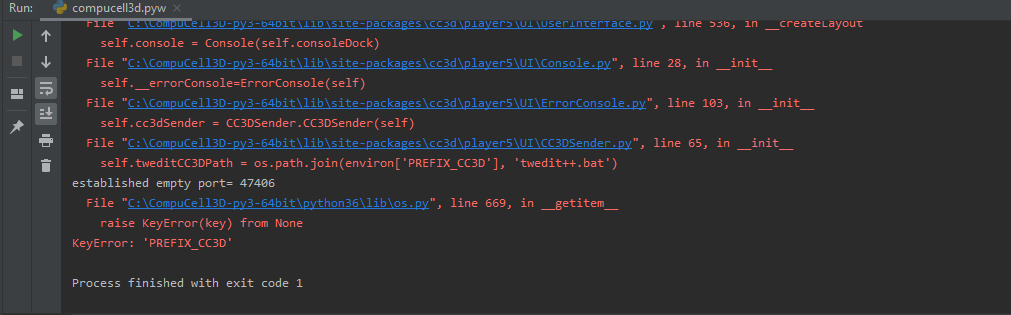 Run: compucell3d.pyw ×
File "C:\CompuCell3D-py3-64bit\lib\site-packages\cc3d\player5\UI\UserInterface.py", line 536, in __createLayout
self.console = Console(self.consoleDock)
File "C:\CompuCell3D-py3-64bit\lib\site-packages\cc3d\player5\UI\Console.py", line 28, in __init__
self.__errorConsole=ErrorConsole(self)
File "C:\CompuCell3D-py3-64bit\lib\site-packages\cc3d\player5\UI\ErrorConsole.py", line 103, in __init__
self.cc3dSender = CC3DSender.CC3DSender(self)
File "C:\CompuCell3D-py3-64bit\lib\site-packages\cc3d\player5\UI\CC3DSender.py", line 65, in __init__
self.tweditCC3DPath = os.path.join(environ['PREFIX_CC3D'], 'twedit++.bat')
established empty port= 47406
File "C:\CompuCell3D-py3-64bit\python36\lib\os.py", line 669, in __getitem__
raise KeyError(key) from None
KeyError: 'PREFIX_CC3D'
Process finished with exit code 1